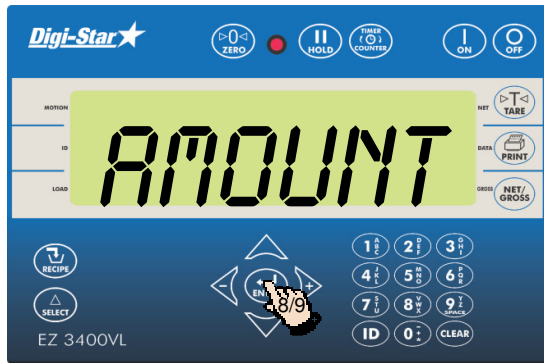 Digi-Star
▷0◁
ZERO
HOLD
TIMER
COUNTER
ON
OFF
MOTION
ID
LOAD
AMOUNT
NET
DATA
GROSS
▷T◁
TARE
PRINT
NET/
GROSS
RECIPE
SELECT
EZ 3400VL
-
+
EN
8/9
1 A B C
2 D E F
3 G H I
4 J K L
5 M N O
6 P Q R
7 S T U
8 V W X
9 Y Z SPACE
ID
0
CLEAR